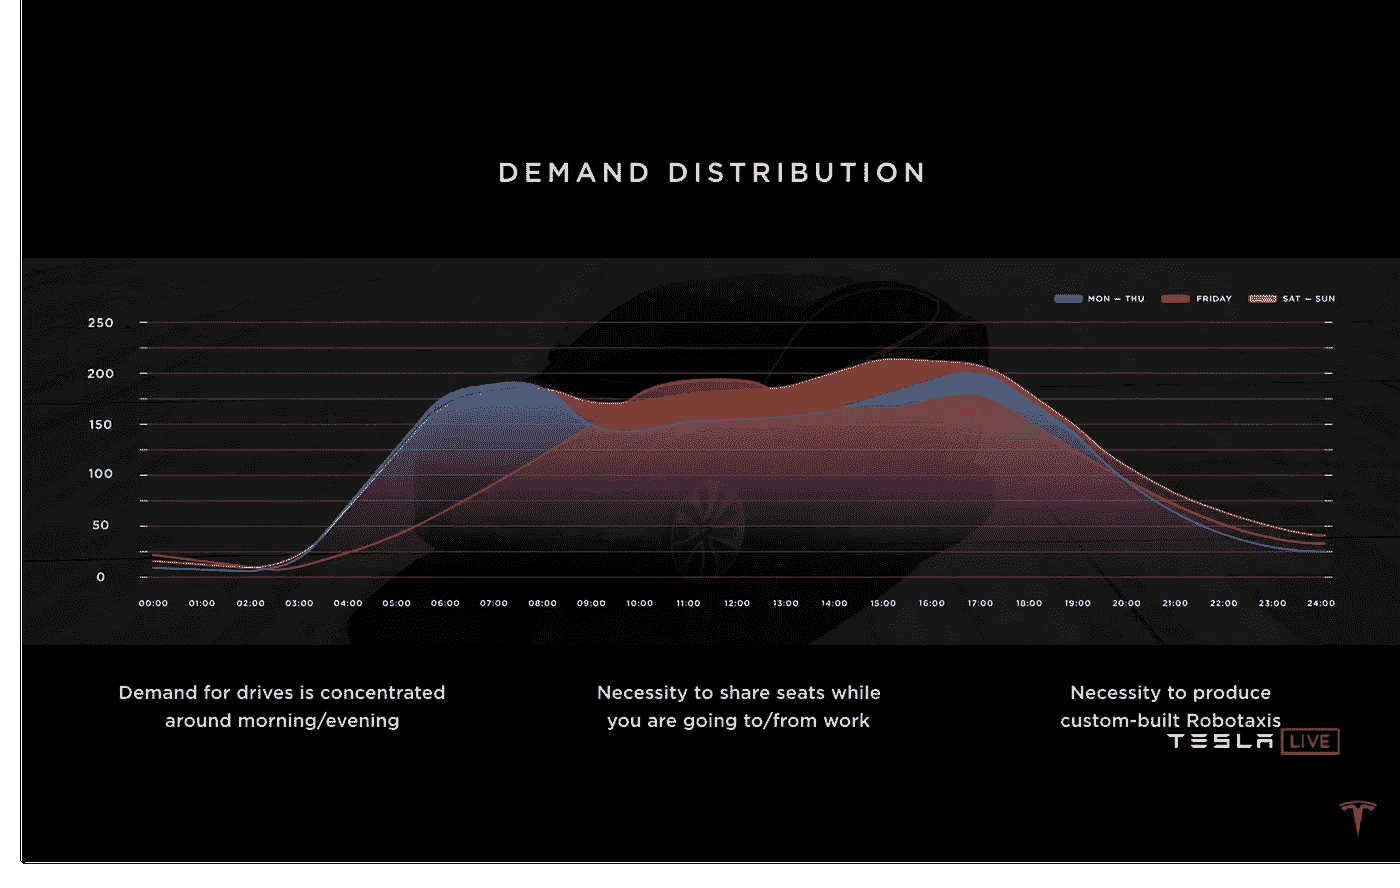 DEMAND DISTRIBUTION
MON – THU FRIDAY SAT – SUN
250
200
150
100
50
0
00:00 01:00 02:00 03:00 04:00 05:00 06:00 07:00 08:00 09:00 10:00 11:00 12:00 13:00 14:00 15:00 16:00 17:00 18:00 19:00 20:00 21:00 22:00 23:00 24:00
Demand for drives is concentrated
around morning/evening
Necessity to share seats while
you are going to/from work
Necessity to produce
custom-built Robotaxis
TESLA LIVE